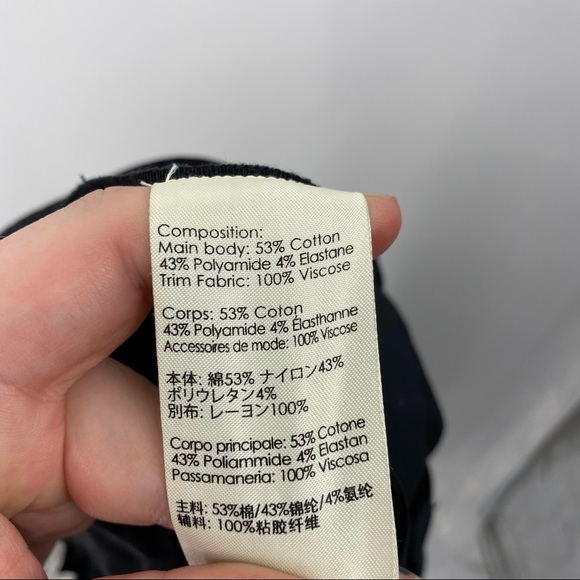 Composition:
Main body: 53% Cotton
43% Polyamide 4% Elastane
Trim Fabric: 100% Viscose
Corps: 53% Coton
43% Polyamide 4% Élasthanne
Accessoires de mode: 100% Viscose
本体: 綿53% ナイロン43%
ポリウレタン4%
別布: レーヨン100%
Corpo principale: 53% Cotone
43% Poliammide 4% Elastan
Passamaneria: 100% Viscosa
主料: 53%棉/43%锦纶/4%氨纶
辅料: 100%粘胶纤维